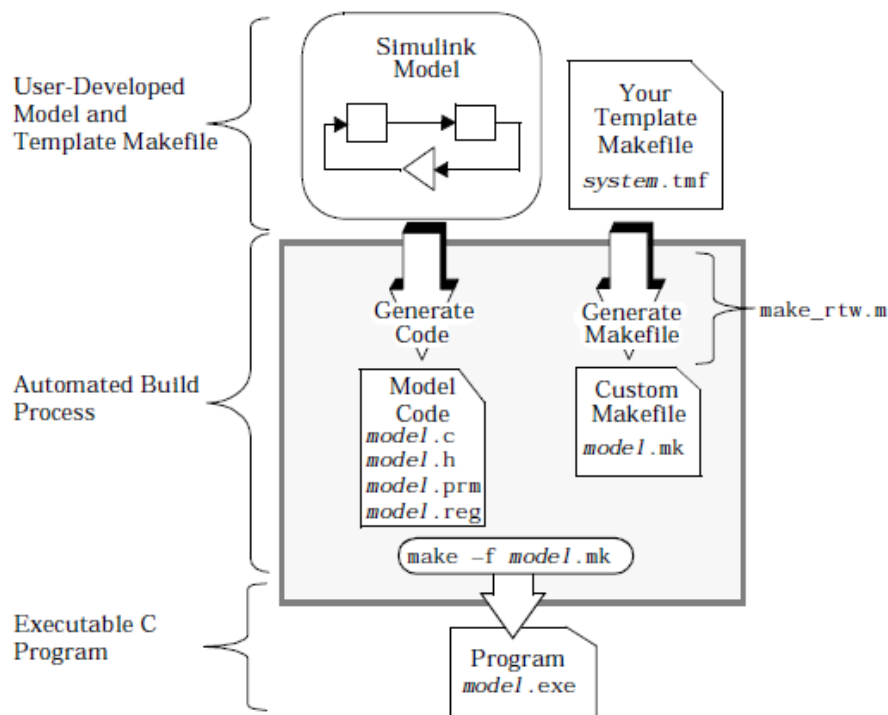 User-Developed
Model and
Template Makefile
Simulink
Model
Your
Template
Makefile
system.tmf
Automated Build
Process
Generate
Code
Generate
Makefile
make_rtw.m
Model
Code
model.c
model.h
model.prm
model.reg
Custom
Makefile
model.mk
make –f model.mk
Executable C
Program
Program
model.exe